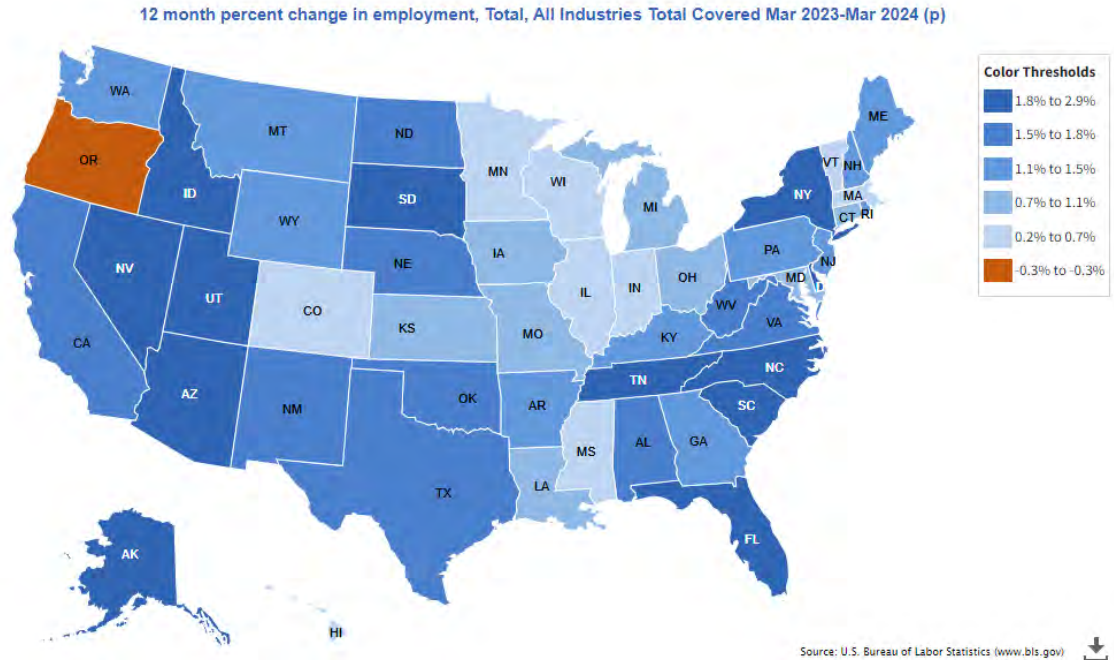 12 month percent change in employment, Total, All Industries Total Covered Mar 2023-Mar 2024 (p)
Color Thresholds
1.8% to 2.9%
1.5% to 1.8%
1.1% to 1.5%
0.7% to 1.1%
0.2% to 0.7%
-0.3% to -0.3%
WA
MT
ND
MN
WI
MI
ME
VT
NH
OR
ID
SD
NY
MA
CT
RI
WY
IA
NE
PA
NJ
NV
UT
CO
IL
IN
OH
MD
D
CA
KS
MO
WV
VA
KY
AZ
NM
OK
AR
TN
NC
SC
MS
AL
GA
TX
LA
FL
AK
HI
Source: U.S. Bureau of Labor Statistics (www.bls.gov)